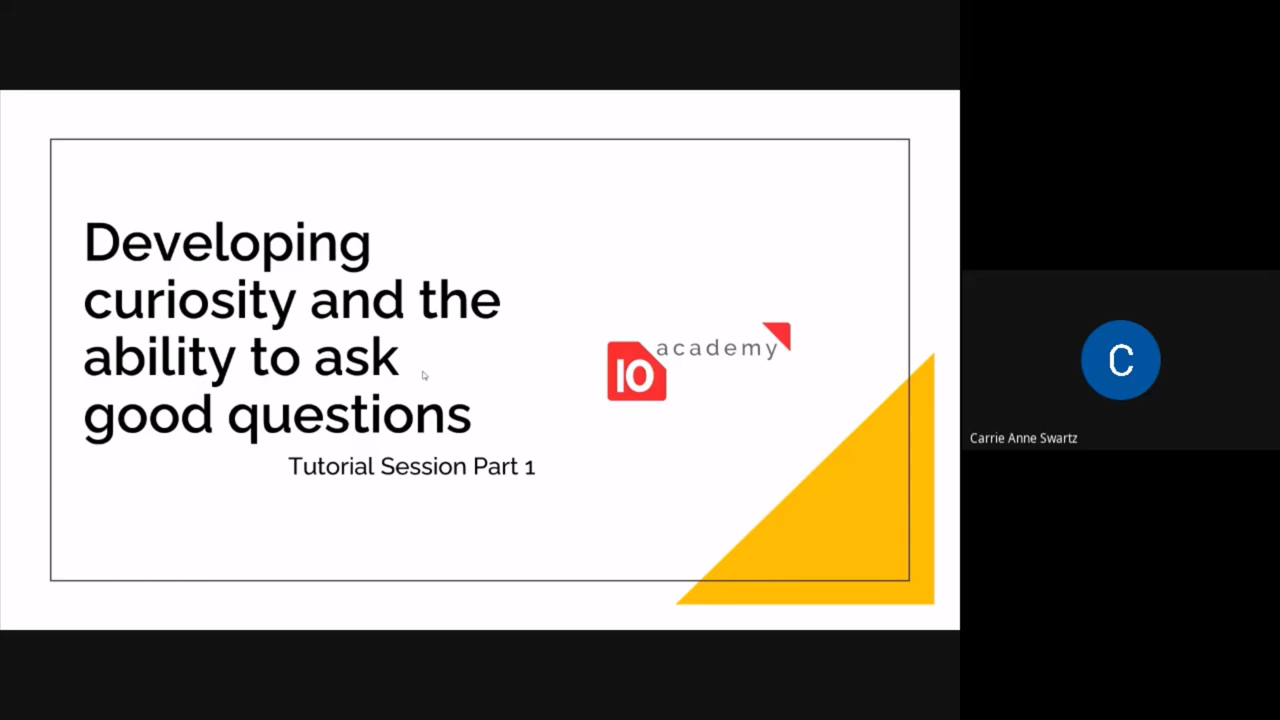 Developing
curiosity and the
ability to ask
good questions
Tutorial Session Part 1
10 academy
C
Carrie Anne Swartz